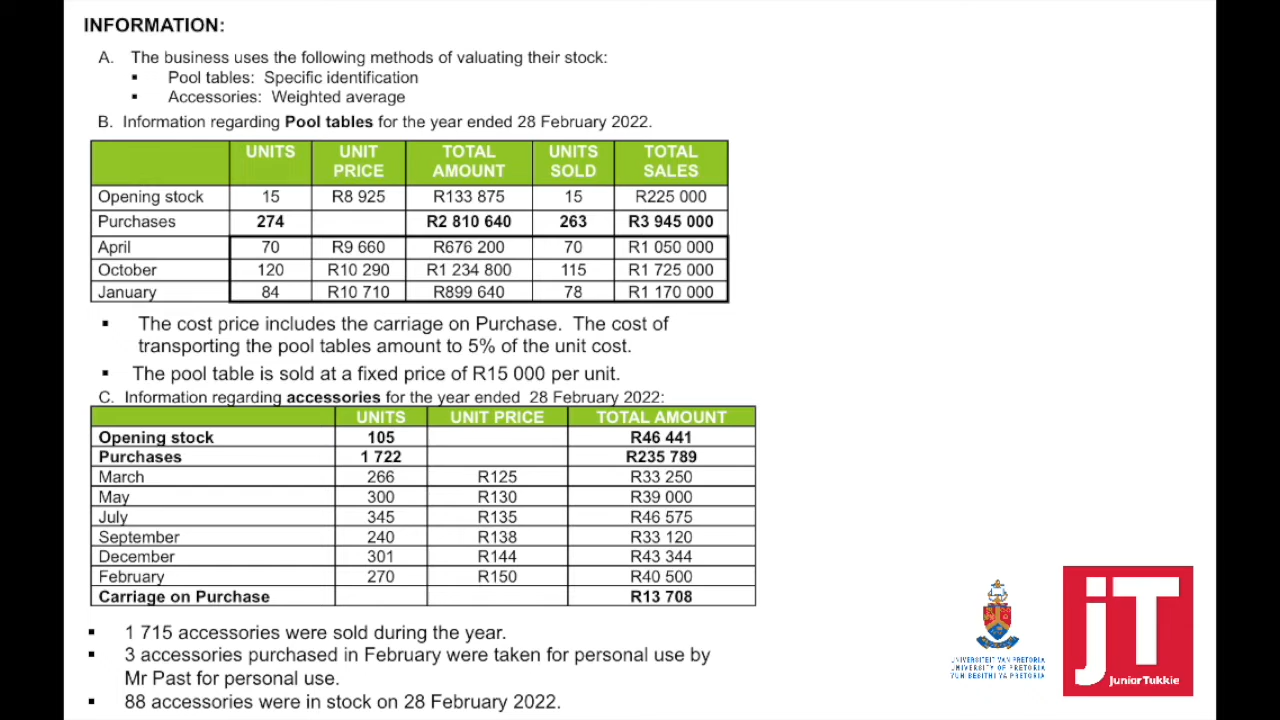 INFORMATION:
A. The business uses the following methods of valuating their stock:
▪ Pool tables: Specific identification
▪ Accessories: Weighted average
B. Information regarding Pool tables for the year ended 28 February 2022.
UNITS UNIT PRICE TOTAL AMOUNT UNITS SOLD TOTAL SALES
Opening stock 15 R8 925 R133 875 15 R225 000
Purchases 274 R2 810 640 263 R3 945 000
April 70 R9 660 R676 200 70 R1 050 000
October 120 R10 290 R1 234 800 115 R1 725 000
January 84 R10 710 R899 640 78 R1 170 000
▪ The cost price includes the carriage on Purchase. The cost of
transporting the pool tables amount to 5% of the unit cost.
▪ The pool table is sold at a fixed price of R15 000 per unit.
C. Information regarding accessories for the year ended 28 February 2022:
UNITS UNIT PRICE TOTAL AMOUNT
Opening stock 105 R46 441
Purchases 1 722 R235 789
March 266 R125 R33 250
May 300 R130 R39 000
July 345 R135 R46 575
September 240 R138 R33 120
December 301 R144 R43 344
February 270 R150 R40 500
Carriage on Purchase R13 708
▪ 1 715 accessories were sold during the year.
▪ 3 accessories purchased in February were taken for personal use by
Mr Past for personal use.
▪ 88 accessories were in stock on 28 February 2022.
UNIVERSITEIT VAN PRETORIA
UNIVERSITY OF PRETORIA
YUNIBESITHI YA PRETORIA
jT
JuniorTukkie